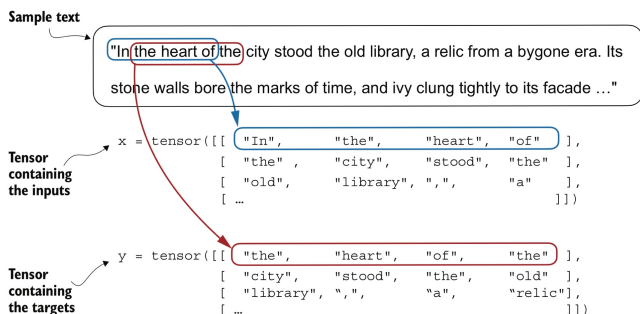 Sample text
"In the heart of the city stood the old library, a relic from a bygone era. Its
stone walls bore the marks of time, and ivy clung tightly to its facade …"
x = tensor([[ "In", "the", "heart", "of" ],
[ "the" , "city", "stood", "the" ],
[ "old", "library", ",", "a" ],
[ … ]])
Tensor
containing
the inputs
y = tensor([[ "the", "heart", "of", "the" ],
[ "city", "stood", "the", "old" ],
[ "library", ",", "a", "relic"],
[ … ]])
Tensor
containing
the targets